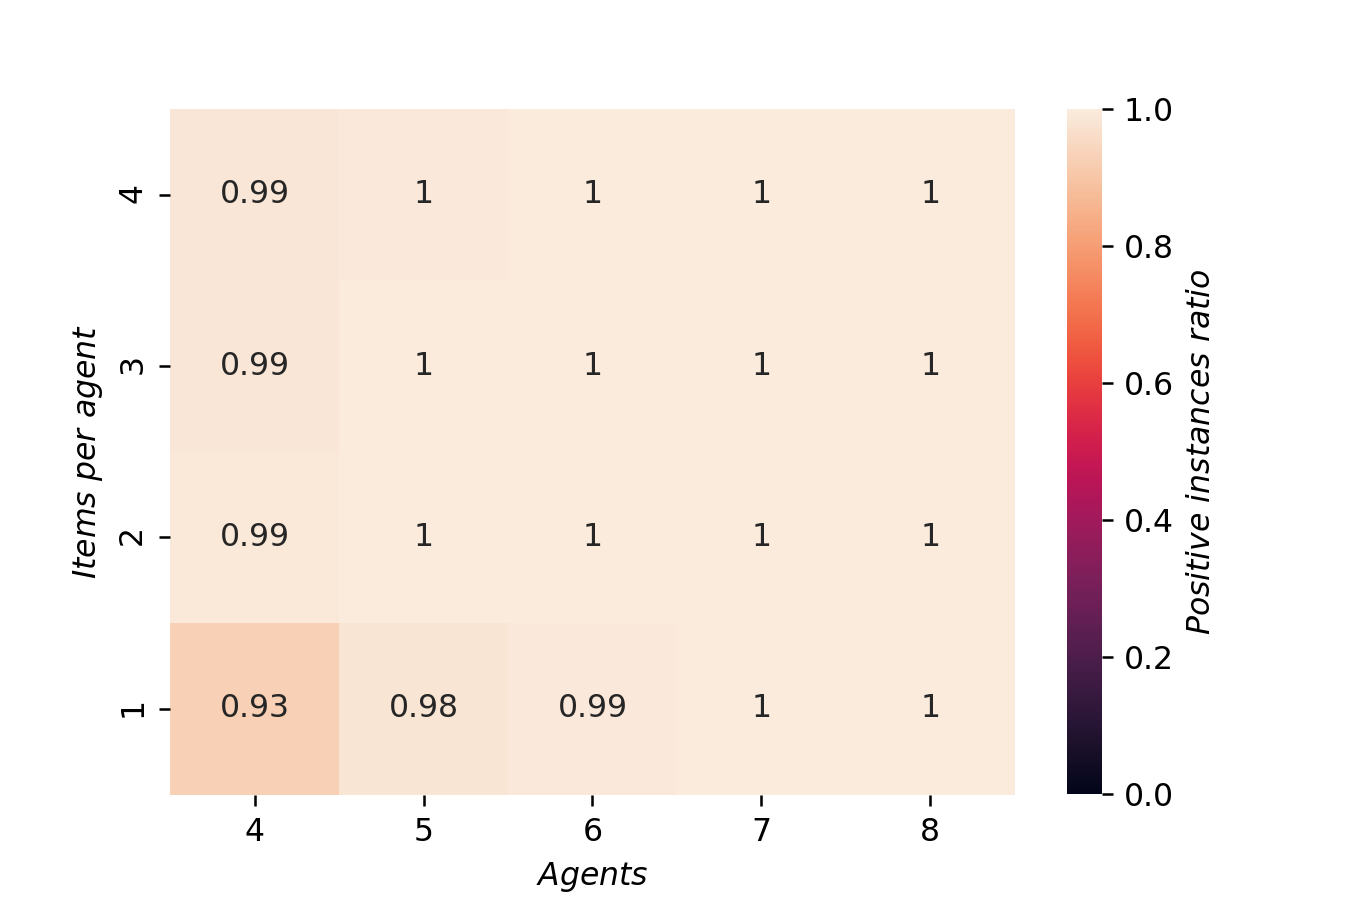 4 0.99 1 1 1 1
3 0.99 1 1 1 1
2 0.99 1 1 1 1
1 0.93 0.98 0.99 1 1
4 5 6 7 8
Agents
Items per agent
1.0
0.8
0.6
0.4
0.2
0.0
Positive instances ratio